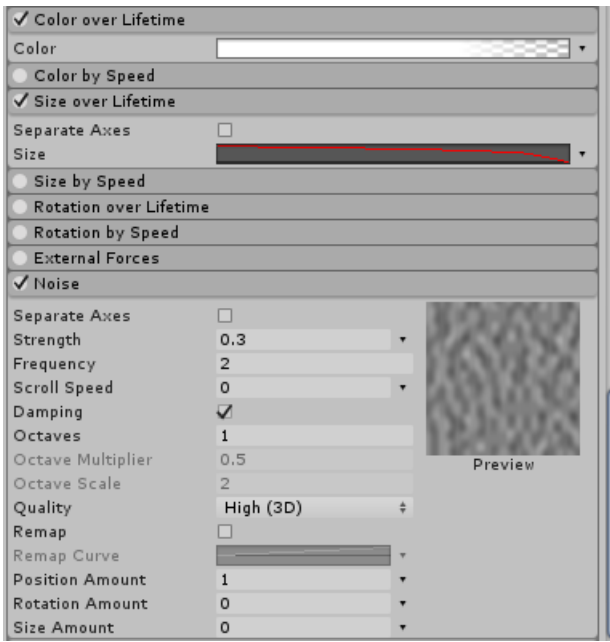 Color over Lifetime
Color
Color by Speed
Size over Lifetime
Separate Axes
Size
Size by Speed
Rotation over Lifetime
Rotation by Speed
External Forces
Noise
Separate Axes
Strength 0.3
Frequency 2
Scroll Speed 0
Damping
Octaves 1
Octave Multiplier 0.5
Preview
Octave Scale 2
Quality High (3D)
Remap
Remap Curve
Position Amount 1
Rotation Amount 0
Size Amount 0